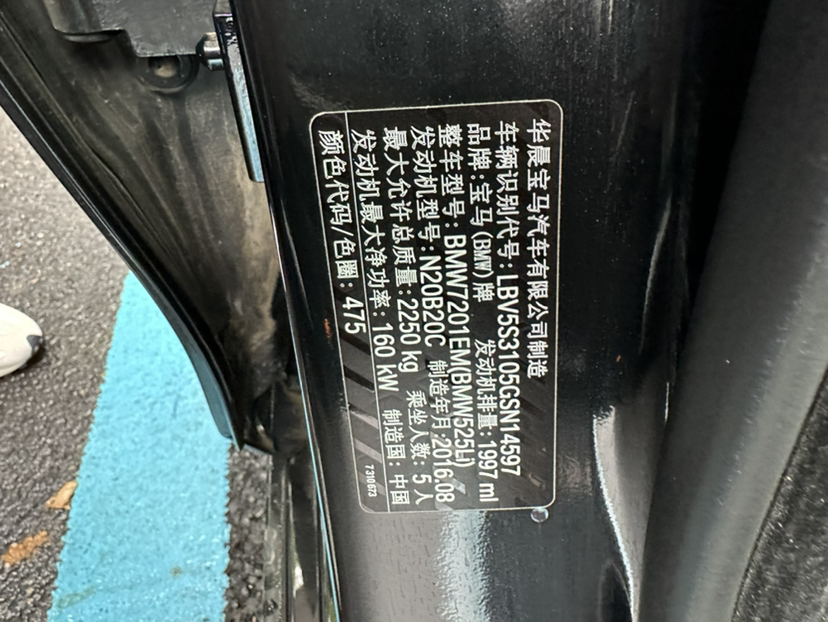 华晨宝马汽车有限公司制造
车辆识别代号:LBV5S3105GSN14597
品牌:宝马(BMW)牌 发动机排量:1997 ml
整车型号:BMW7201EM(BMW525Li)
发动机型号:N20B20C 制造年月:2016.08
最大允许总质量:2250 kg 乘坐人数:5人
发动机最大净功率:160 kW 制造国:中国
颜色代码/色圈:475 7310673